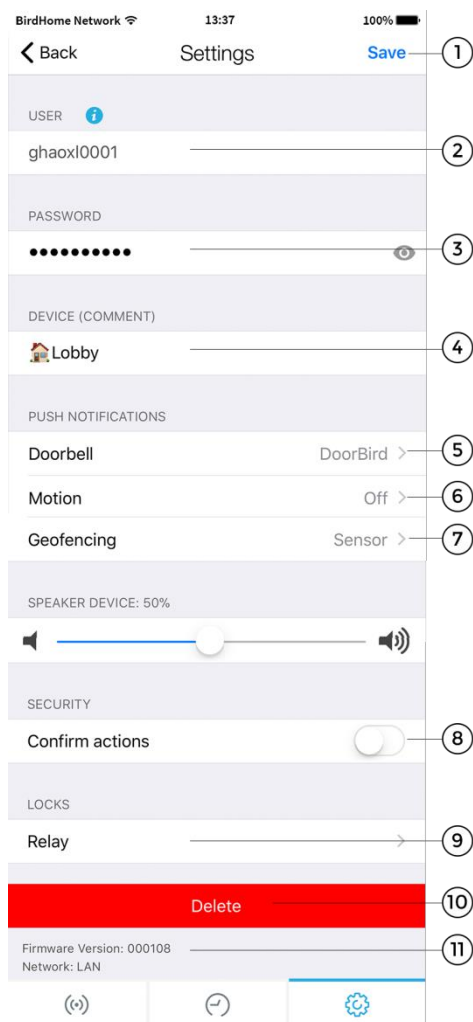 BirdHome Network 13:37 100%
Back Settings Save 1
USER i
ghaoxl0001 2
PASSWORD
●●●●●●●●●● 3
DEVICE (COMMENT)
🏠Lobby 4
PUSH NOTIFICATIONS
Doorbell DoorBird > 5
Motion Off > 6
Geofencing Sensor > 7
SPEAKER DEVICE: 50%
SECURITY
Confirm actions 8
LOCKS
Relay > 9
Delete 10
Firmware Version: 000108 11
Network: LAN